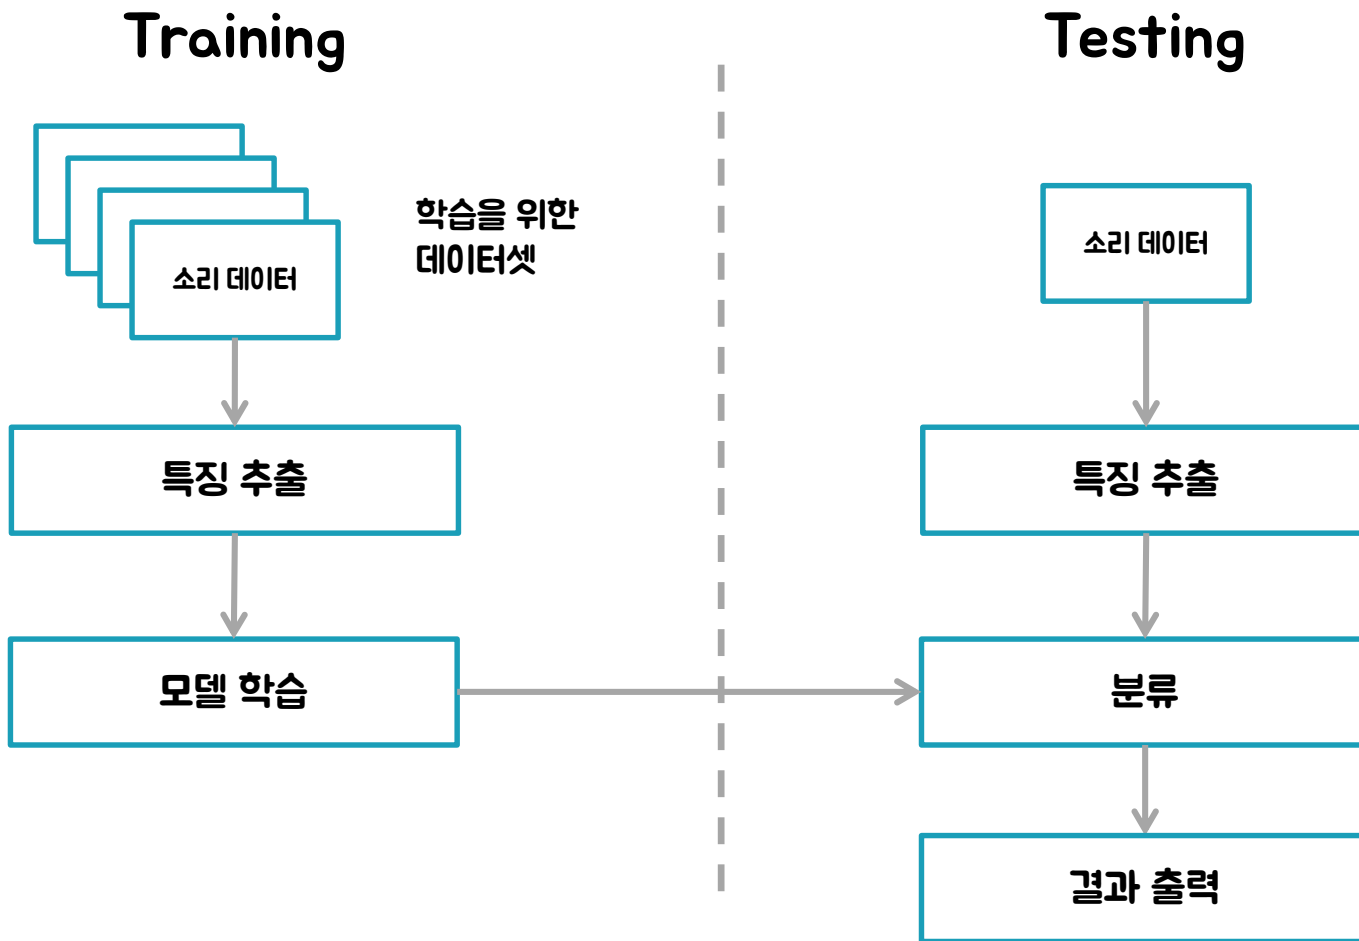 Training
Testing
학습을 위한
데이터셋
소리 데이터
소리 데이터
특징 추출
특징 추출
모델 학습
분류
결과 출력